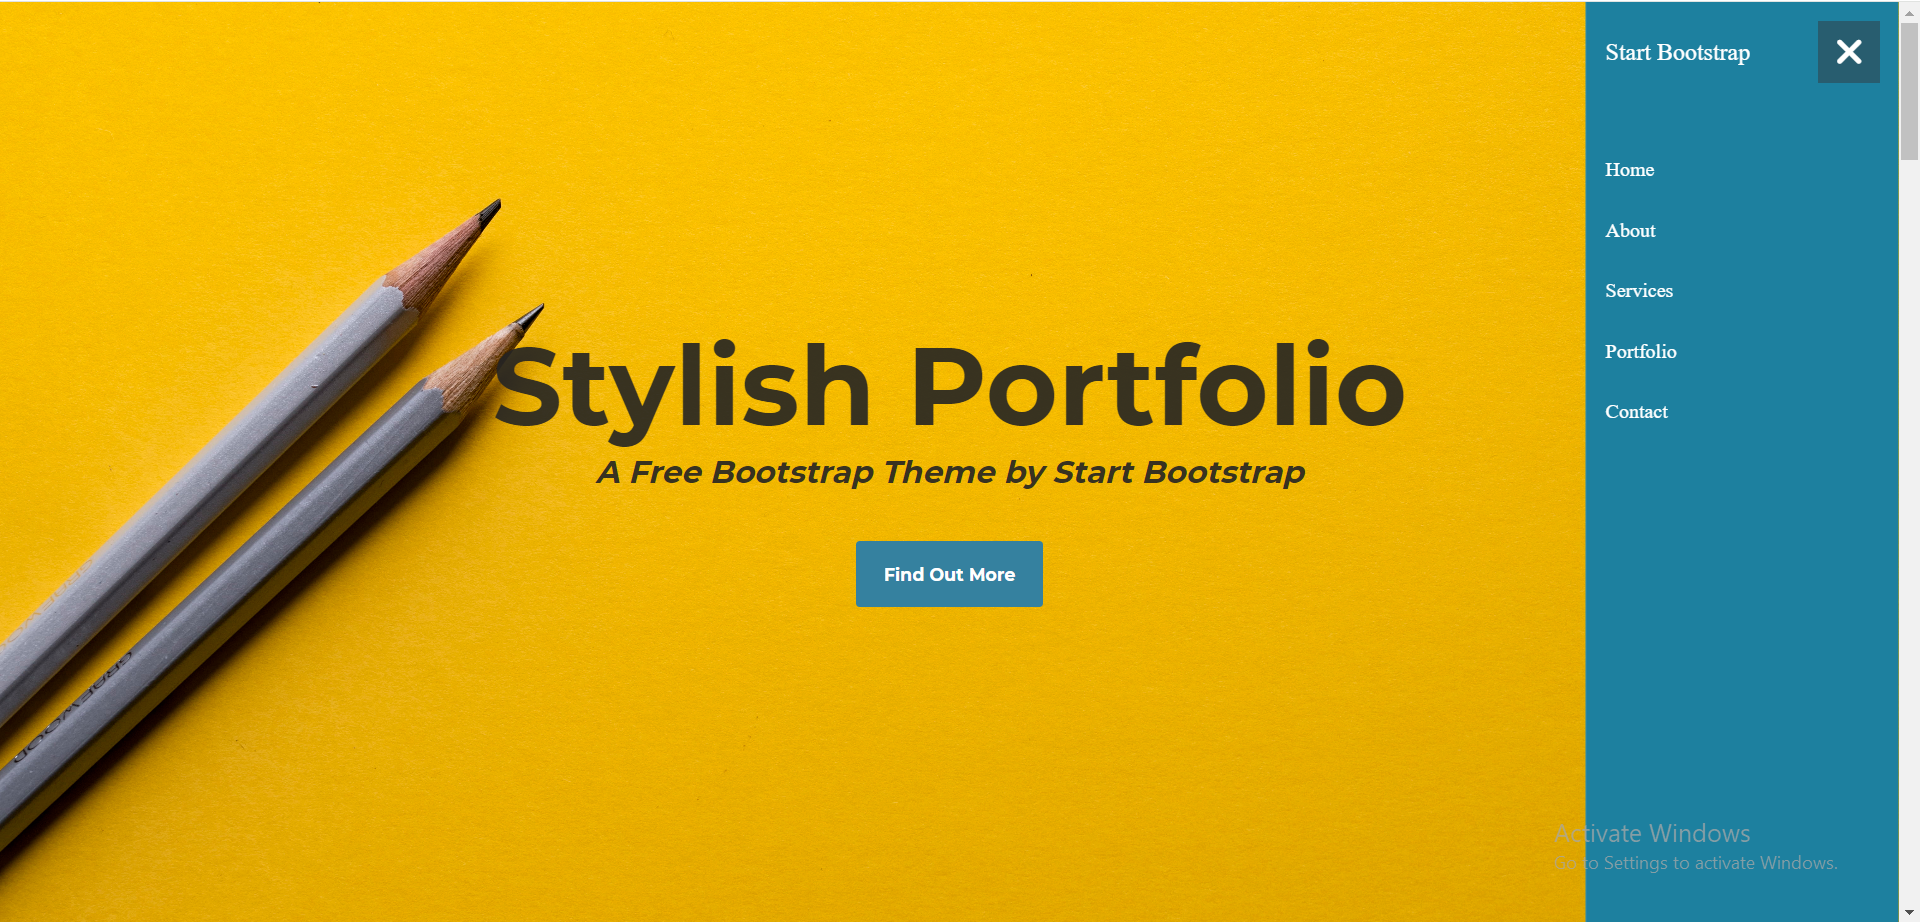 Start Bootstrap
Home
About
Services
Portfolio
Contact
Stylish Portfolio
A Free Bootstrap Theme by Start Bootstrap
Find Out More
Activate Windows
Go to Settings to activate Windows.